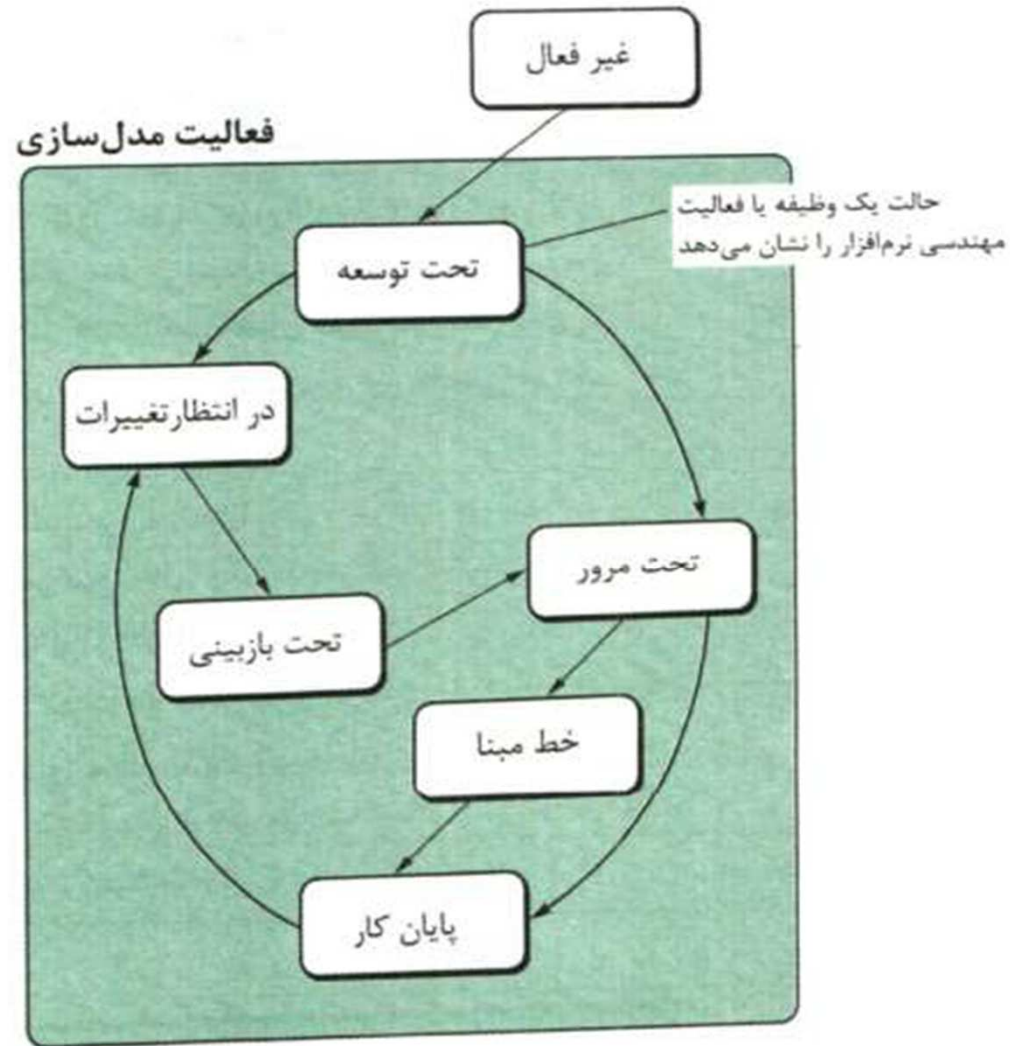 غیر فعال
فعالیت مدل‌سازی
حالت یک وظیفه یا فعالیت
مهندسی نرم‌افزار را نشان می‌دهد
تحت توسعه
در انتظار تغییرات
تحت مرور
تحت بازبینی
خط مبنا
پایان کار